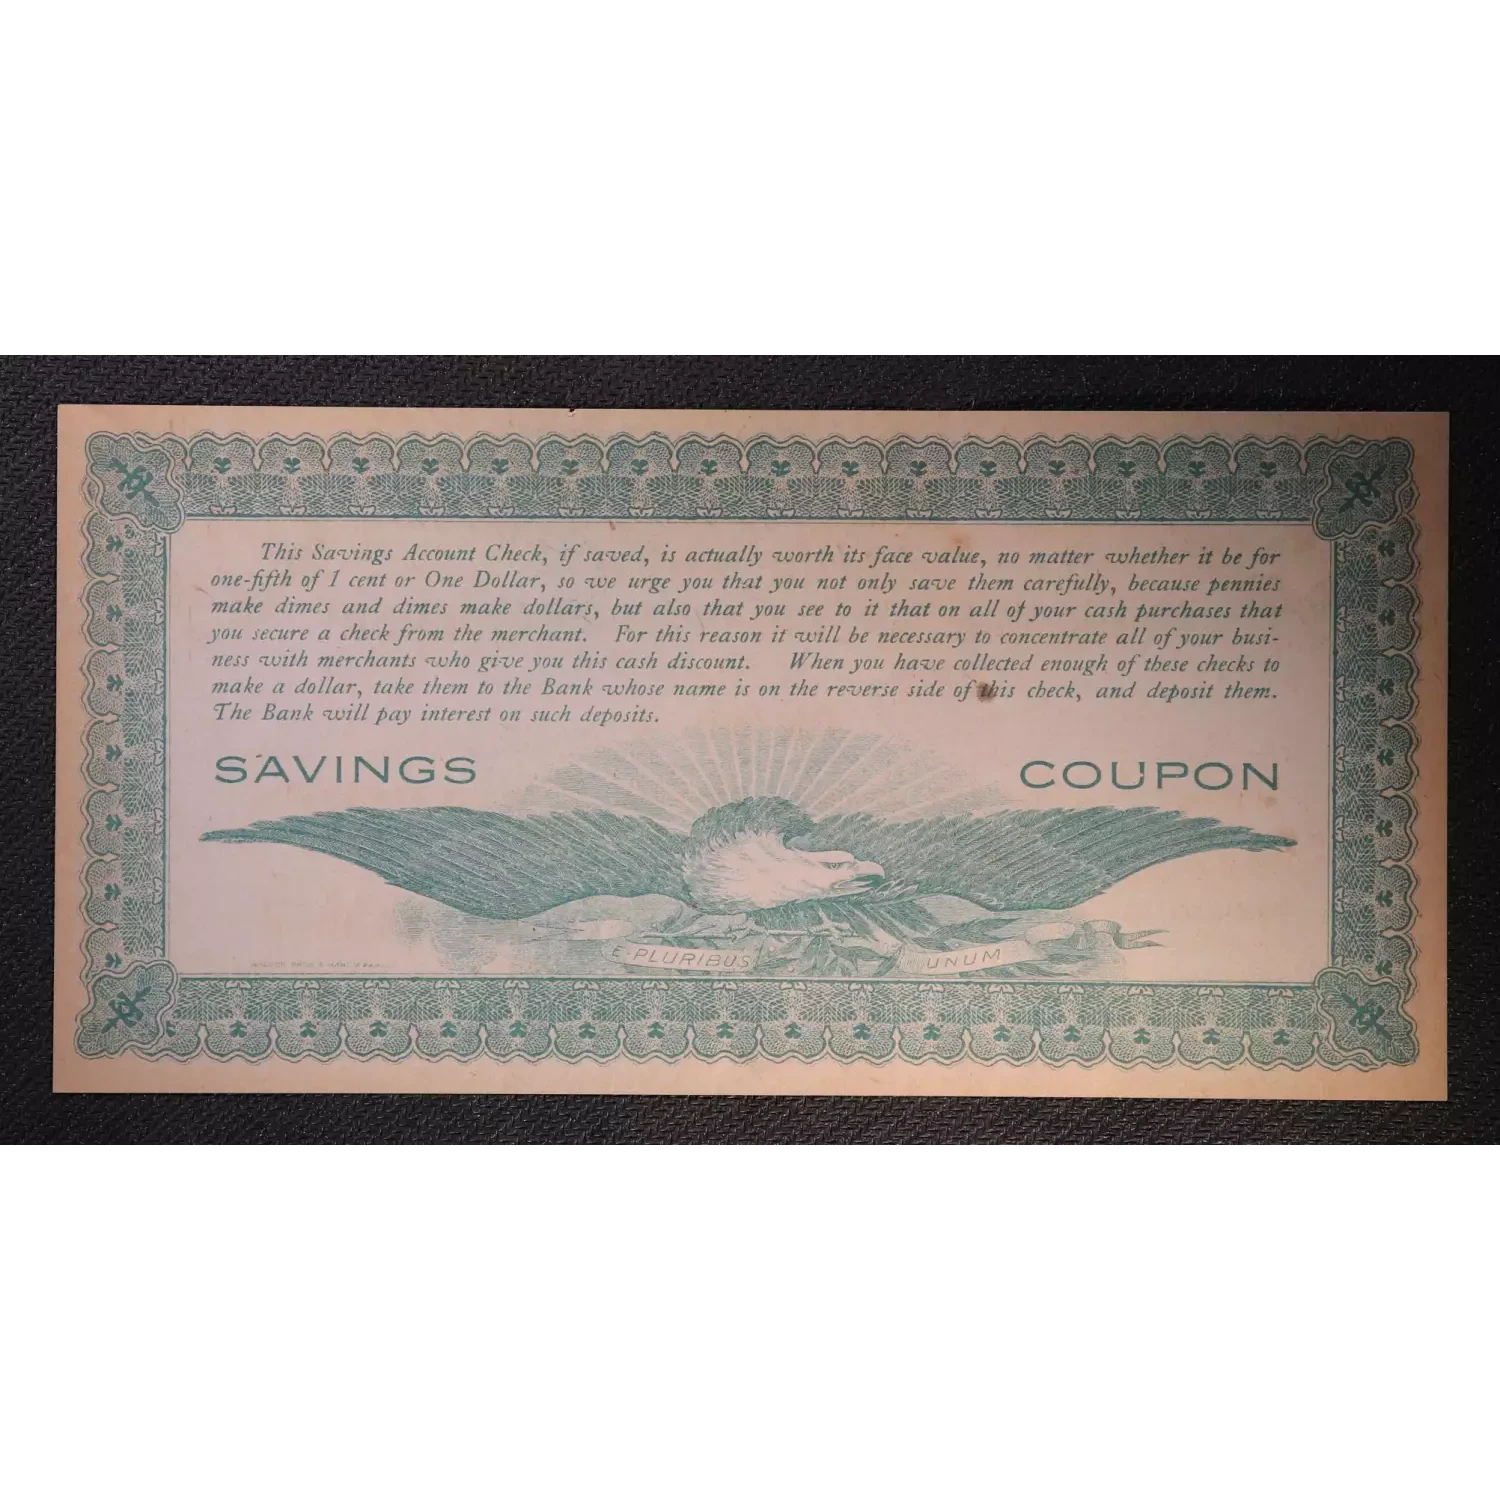 This Savings Account Check, if saved, is actually worth its face value, no matter whether it be for
one-fifth of 1 cent or One Dollar, so we urge you that you not only save them carefully, because pennies
make dimes and dimes make dollars, but also that you see to it that on all of your cash purchases that
you secure a check from the merchant. For this reason it will be necessary to concentrate all of your busi-
ness with merchants who give you this cash discount. When you have collected enough of these checks to
make a dollar, take them to the Bank whose name is on the reverse side of this check, and deposit them.
The Bank will pay interest on such deposits.
SAVINGS COUPON
E PLURIBUS UNUM